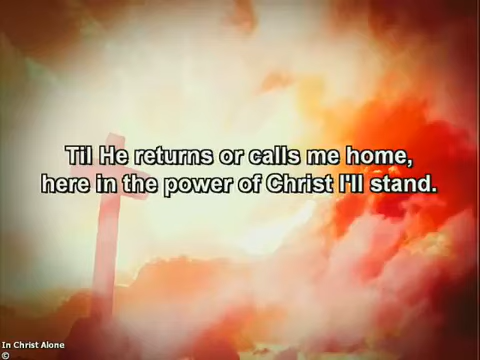 Til He returns or calls me home,
here in the power of Christ I'll stand.
In Christ Alone
©